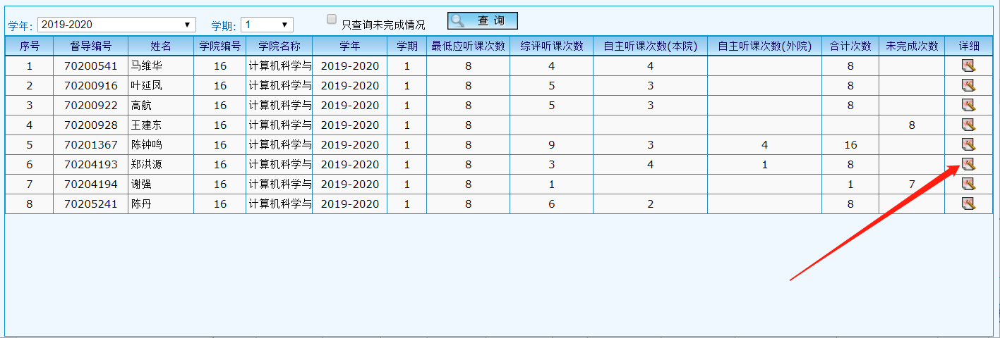 学年: 2019-2020 学期: 1 只查询未完成情况 查 询
序号 督导编号 姓名 学院编号 学院名称 学年 学期 最低应听课次数 综评听课次数 自主听课次数(本院) 自主听课次数(外院) 合计次数 未完成次数 详细
1 70200541 马维华 16 计算机科学与 2019-2020 1 8 4 4 8
2 70200916 叶延凤 16 计算机科学与 2019-2020 1 8 5 3 8
3 70200922 高航 16 计算机科学与 2019-2020 1 8 5 3 8
4 70200928 王建东 16 计算机科学与 2019-2020 1 8 8
5 70201367 陈钟鸣 16 计算机科学与 2019-2020 1 8 9 3 4 16
6 70204193 郑洪源 16 计算机科学与 2019-2020 1 8 3 4 1 8
7 70204194 谢强 16 计算机科学与 2019-2020 1 8 1 1 7
8 70205241 陈丹 16 计算机科学与 2019-2020 1 8 6 2 8